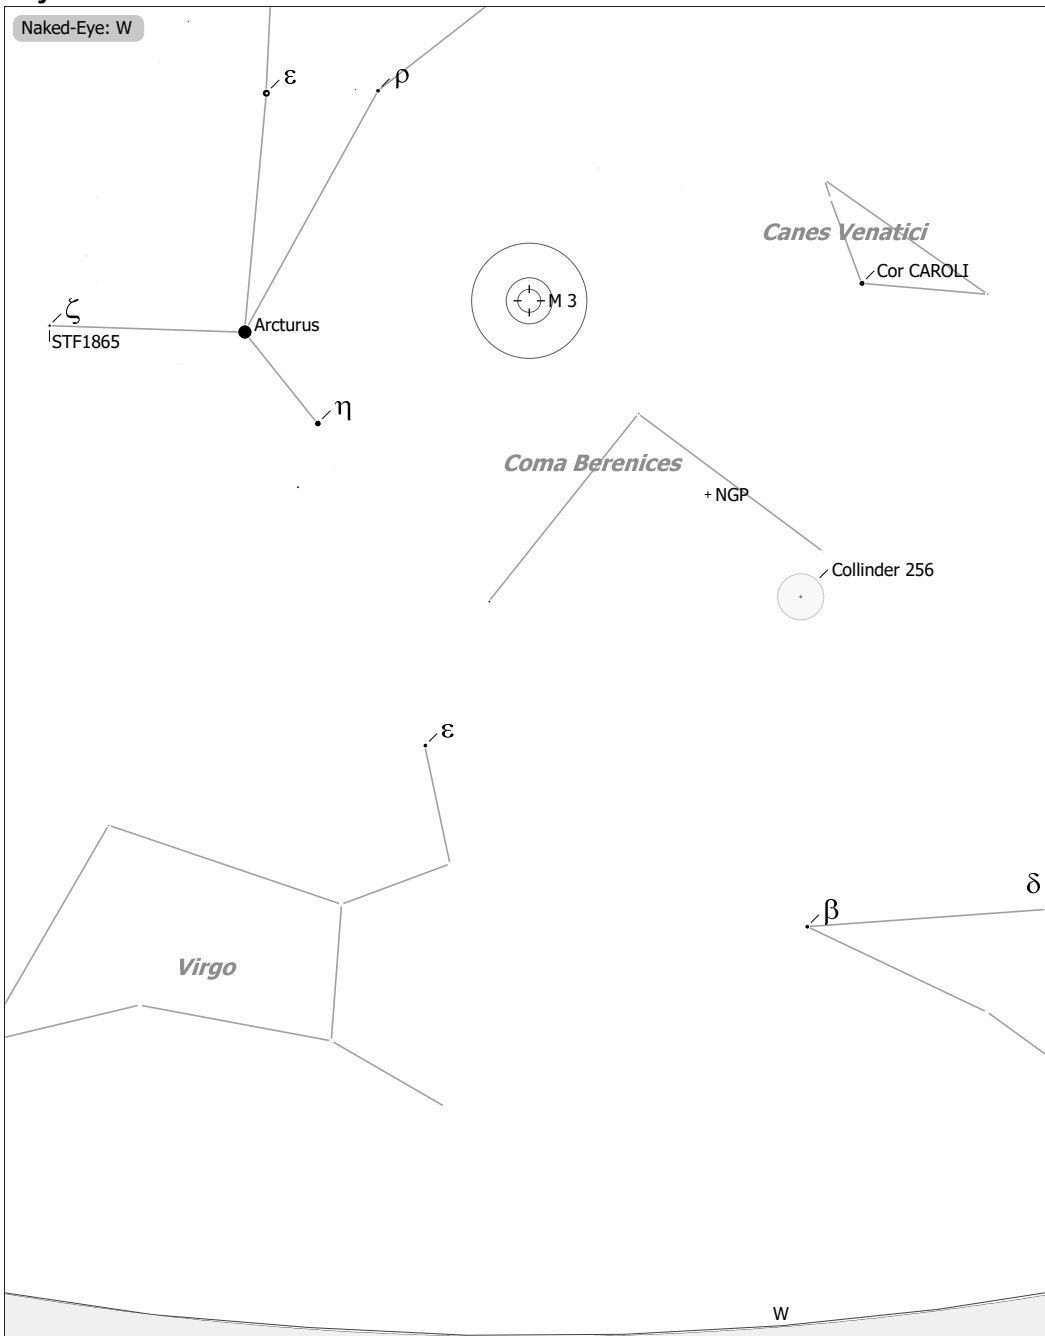 Naked-Eye: W
ε
ρ
Canes Venatici
Cor CAROLI
M 3
ζ
Arcturus
STF1865
η
Coma Berenices
NGP
Collinder 256
ε
δ
β
Virgo
W